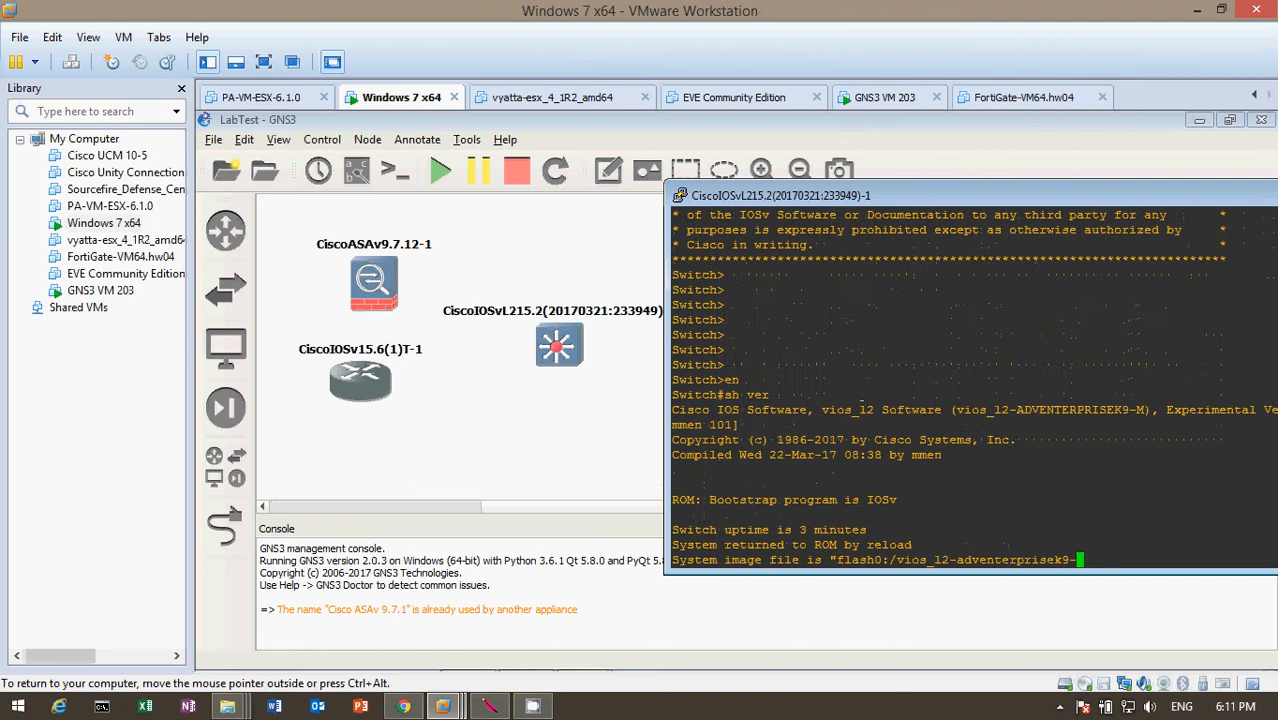 Windows 7 x64 - VMware Workstation
File Edit View VM Tabs Help
Library
Type here to search
My Computer
Cisco UCM 10-5
Cisco Unity Connection
Sourcefire_Defense_Cen
PA-VM-ESX-6.1.0
Windows 7 x64
vyatta-esx_4_1R2_amd64
FortiGate-VM64.hw04
EVE Community Edition
GNS3 VM 203
Shared VMs
PA-VM-ESX-6.1.0 Windows 7 x64 vyatta-esx_4_1R2_amd64 EVE Community Edition GNS3 VM 203 FortiGate-VM64.hw04
LabTest - GNS3
File Edit View Control Node Annotate Tools Help
CiscoASAv9.7.12-1
CiscoIOSvL215.2(20170321:233949)
CiscoIOSv15.6(1)T-1
CiscoIOSvL215.2(20170321:233949)-1
* of the IOSv Software or Documentation to any third party for any *
* purposes is expressly prohibited except as otherwise authorized by *
* Cisco in writing. *
**************************************************************************
Switch>
Switch>
Switch>
Switch>
Switch>
Switch>
Switch>
Switch>en
Switch#sh ver
Cisco IOS Software, vios_l2 Software (vios_l2-ADVENTERPRISEK9-M), Experimental Ve
mmen 101]
Copyright (c) 1986-2017 by Cisco Systems, Inc.
Compiled Wed 22-Mar-17 08:38 by mmen
ROM: Bootstrap program is IOSv
Switch uptime is 3 minutes
System returned to ROM by reload
System image file is "flash0:/vios_l2-adventerprisek9-
Console
GNS3 management console.
Running GNS3 version 2.0.3 on Windows (64-bit) with Python 3.6.1 Qt 5.8.0 and PyQt 5.
Copyright (c) 2006-2017 GNS3 Technologies.
Use Help -> GNS3 Doctor to detect common issues.
=> The name "Cisco ASAv 9.7.1" is already used by another appliance
To return to your computer, move the mouse pointer outside or press Ctrl+Alt.
6:11 PM